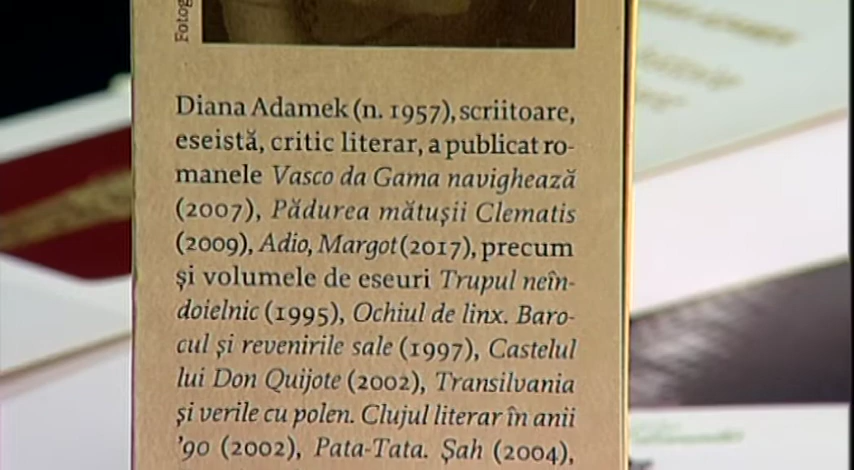 Fotog
Diana Adamek (n. 1957), scriitoare,
eseistă, critic literar, a publicat ro-
manele Vasco da Gama navighează
(2007), Pădurea mătușii Clematis
(2009), Adio, Margot (2017), precum
și volumele de eseuri Trupul neîn-
doielnic (1995), Ochiul de linx. Baro-
cul și revenirile sale (1997), Castelul
lui Don Quijote (2002), Transilvania
și verile cu polen. Clujul literar în anii
’90 (2002), Pata-Tata. Șah (2004),